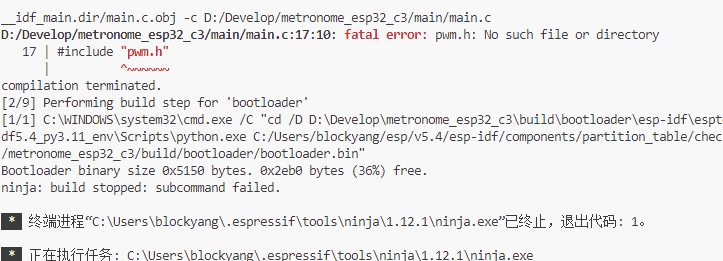 __idf_main.dir/main.c.obj -c D:/Develop/metronome_esp32_c3/main/main.c
D:/Develop/metronome_esp32_c3/main/main.c:17:10: fatal error: pwm.h: No such file or directory
   17 | #include "pwm.h"
      |          ^~~~~~~
compilation terminated.
[2/9] Performing build step for 'bootloader'
[1/1] C:\WINDOWS\system32\cmd.exe /C "cd /D D:\Develop\metronome_esp32_c3\build\bootloader\esp-idf\espt
df5.4_py3.11_env\Scripts\python.exe C:/Users/blockyang/esp/v5.4/esp-idf/components/partition_table/chec
/metronome_esp32_c3/build/bootloader/bootloader.bin"
Bootloader binary size 0x5150 bytes. 0x2eb0 bytes (36%) free.
ninja: build stopped: subcommand failed.
* 终端进程“C:\Users\blockyang\.espressif\tools\ninja\1.12.1\ninja.exe”已终止，退出代码: 1。
* 正在执行任务: C:\Users\blockyang\.espressif\tools\ninja\1.12.1\ninja.exe